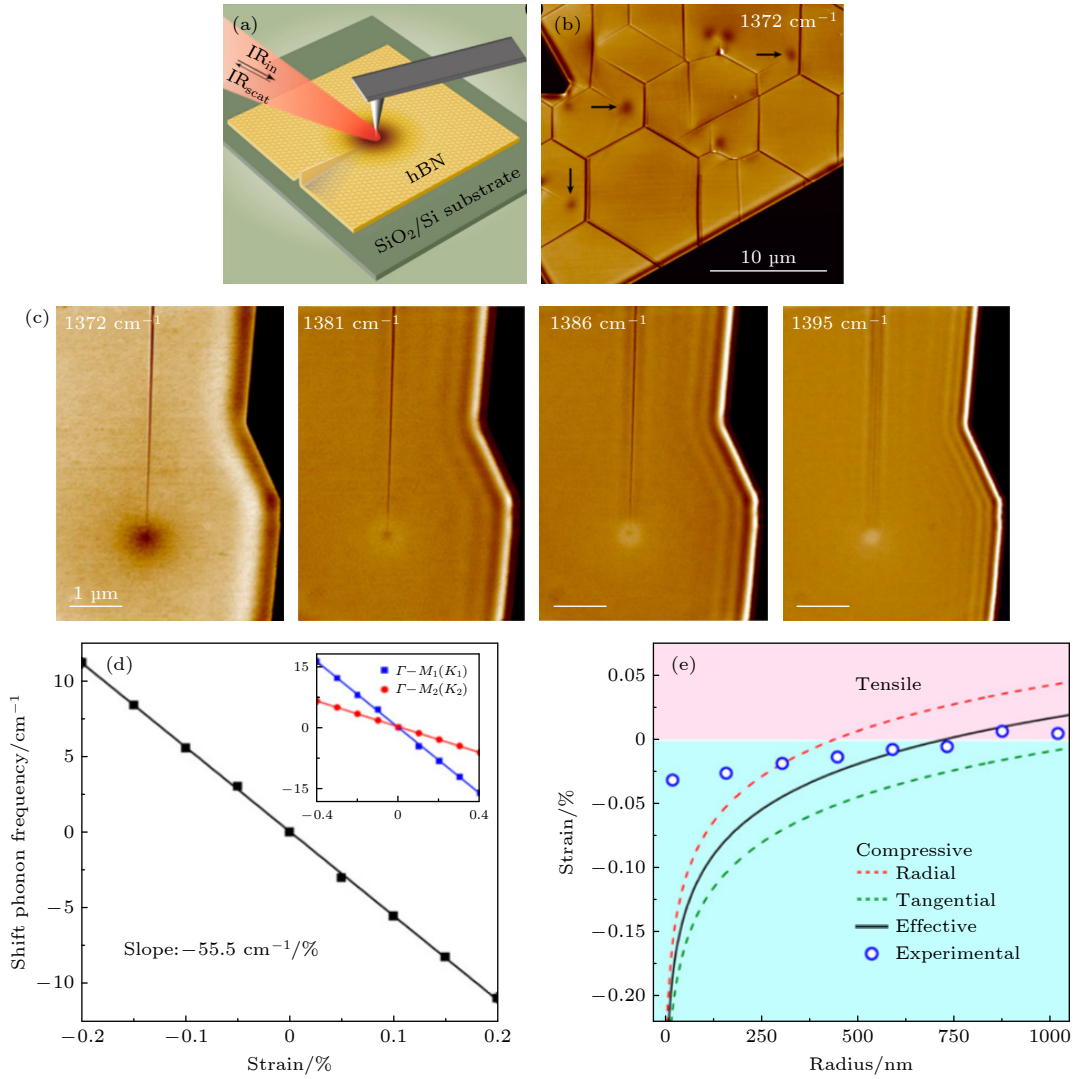 (a)
IR_in
IR_scat
hBN
SiO₂/Si substrate
(b)
1372 cm⁻¹
10 µm
(c)
1372 cm⁻¹
1 µm
1381 cm⁻¹
1386 cm⁻¹
1395 cm⁻¹
(d)
10
5
0
−5
−10
−0.2
−0.1
0
0.1
0.2
Shift phonon frequency/cm⁻¹
Strain/%
Slope:−55.5 cm⁻¹/%
Γ−M₁(K₁)
Γ−M₂(K₂)
15
0
−15
−0.4
0
0.4
(e)
Tensile
0.05
0
−0.05
−0.10
−0.15
−0.20
Strain/%
Compressive
Radial
Tangential
Effective
Experimental
0
250
500
750
1000
Radius/nm